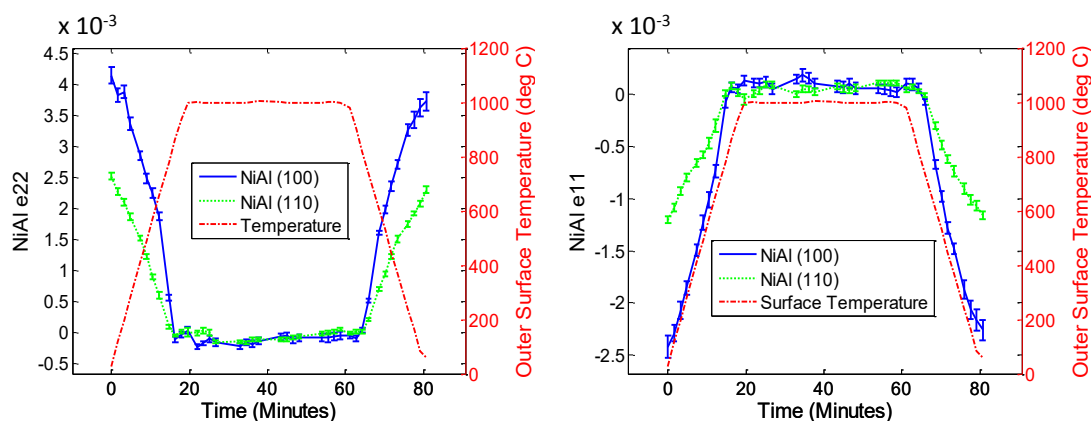 x 10⁻³
4.5
4
3.5
3
2.5
2
1.5
1
0.5
0
-0.5
NiAl e22
NiAl (100)
NiAl (110)
Temperature
0 20 40 60 80
Time (Minutes)
1200
1000
800
600
400
200
0
Outer Surface Temperature (deg C)
x 10⁻³
0
-0.5
-1
-1.5
-2
-2.5
NiAl e11
NiAl (100)
NiAl (110)
Surface Temperature
0 20 40 60 80
Time (Minutes)
1200
1000
800
600
400
200
0
Outer Surface Temperature (deg C)